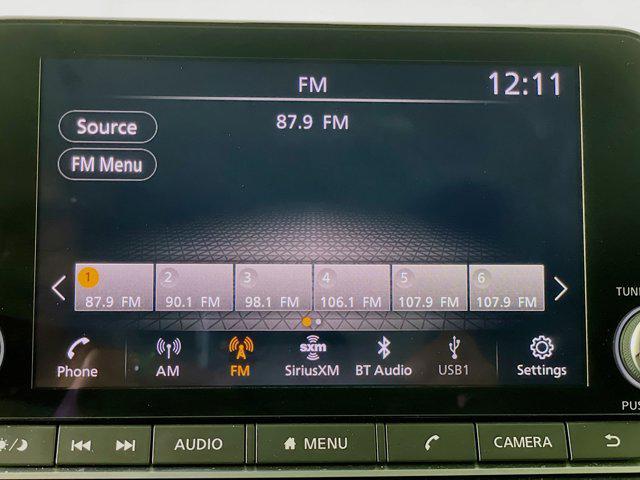 FM 12:11
Source 87.9 FM
FM Menu
1 2 3 4 5 6
87.9 FM 90.1 FM 98.1 FM 106.1 FM 107.9 FM 107.9 FM
sxm
Phone AM FM SiriusXM BT Audio USB1 Settings
TUNE
PUS
AUDIO MENU CAMERA